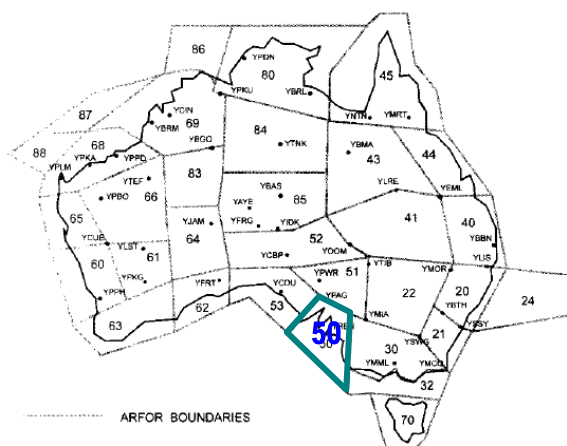 86
YPDN
80
45
87
YPKU
YBRL
YCIN
YNTN
YMRT
69
YBRM
88
68
YPPD
YBGO
84
YTNK
YBMA
43
44
YPLM
YPKA
YTEF
83
YPBO
66
YBAS
85
YLRE
YEML
65
YAYE
41
40
YJAM
YFRG
YIDK
YCUE
64
52
YBBN
YLST
61
YOOM
60
YCBP
YTIB
YMOR
YLIS
YPKG
YFRT
YPWR
51
22
20
24
YPPH
YCDU
YPAG
YBTH
62
53
YMIA
YSSY
63
50
YSWG
21
30
YMML
YMCO
32
70
ARFOR BOUNDARIES